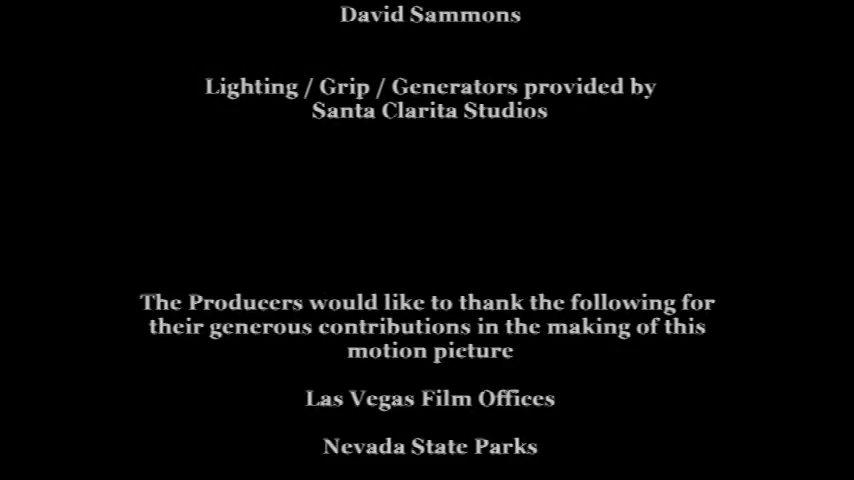 David Sammons
Lighting / Grip / Generators provided by
Santa Clarita Studios
The Producers would like to thank the following for
their generous contributions in the making of this
motion picture
Las Vegas Film Offices
Nevada State Parks